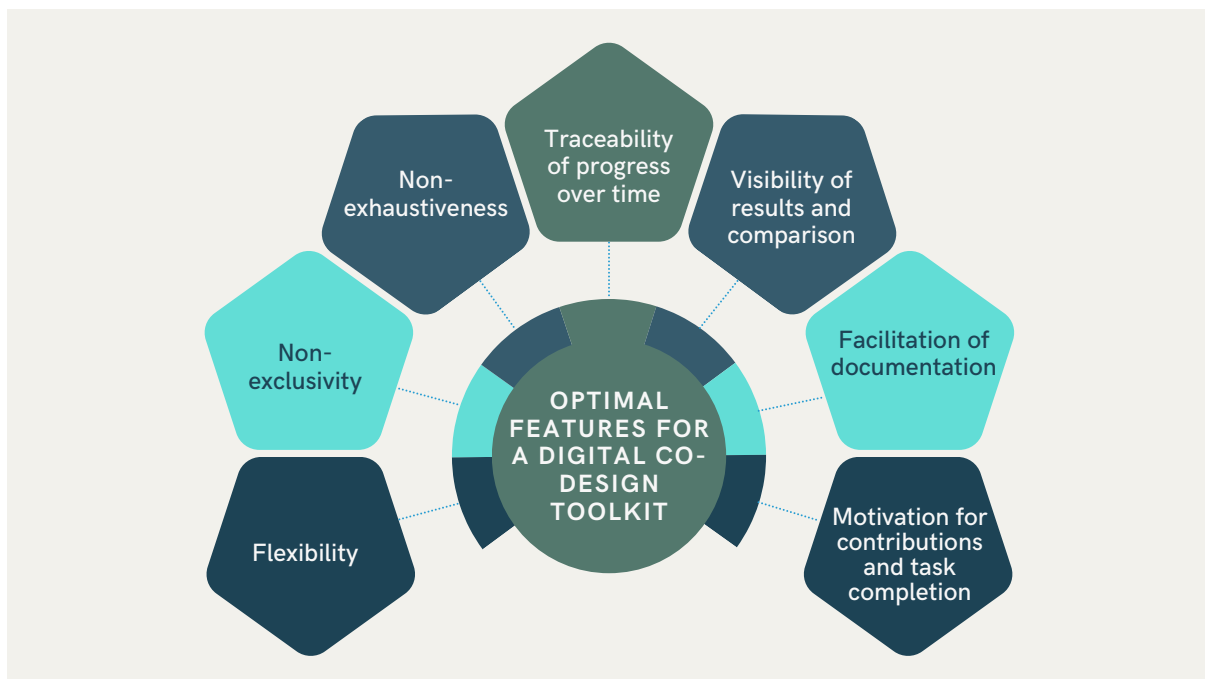 Traceability
of progress
over time
Non-
exhaustiveness
Visibility of
results and
comparison
Non-
exclusivity
Facilitation of
documentation
OPTIMAL
FEATURES FOR
A DIGITAL CO-
DESIGN
TOOLKIT
Flexibility
Motivation for
contributions
and task
completion